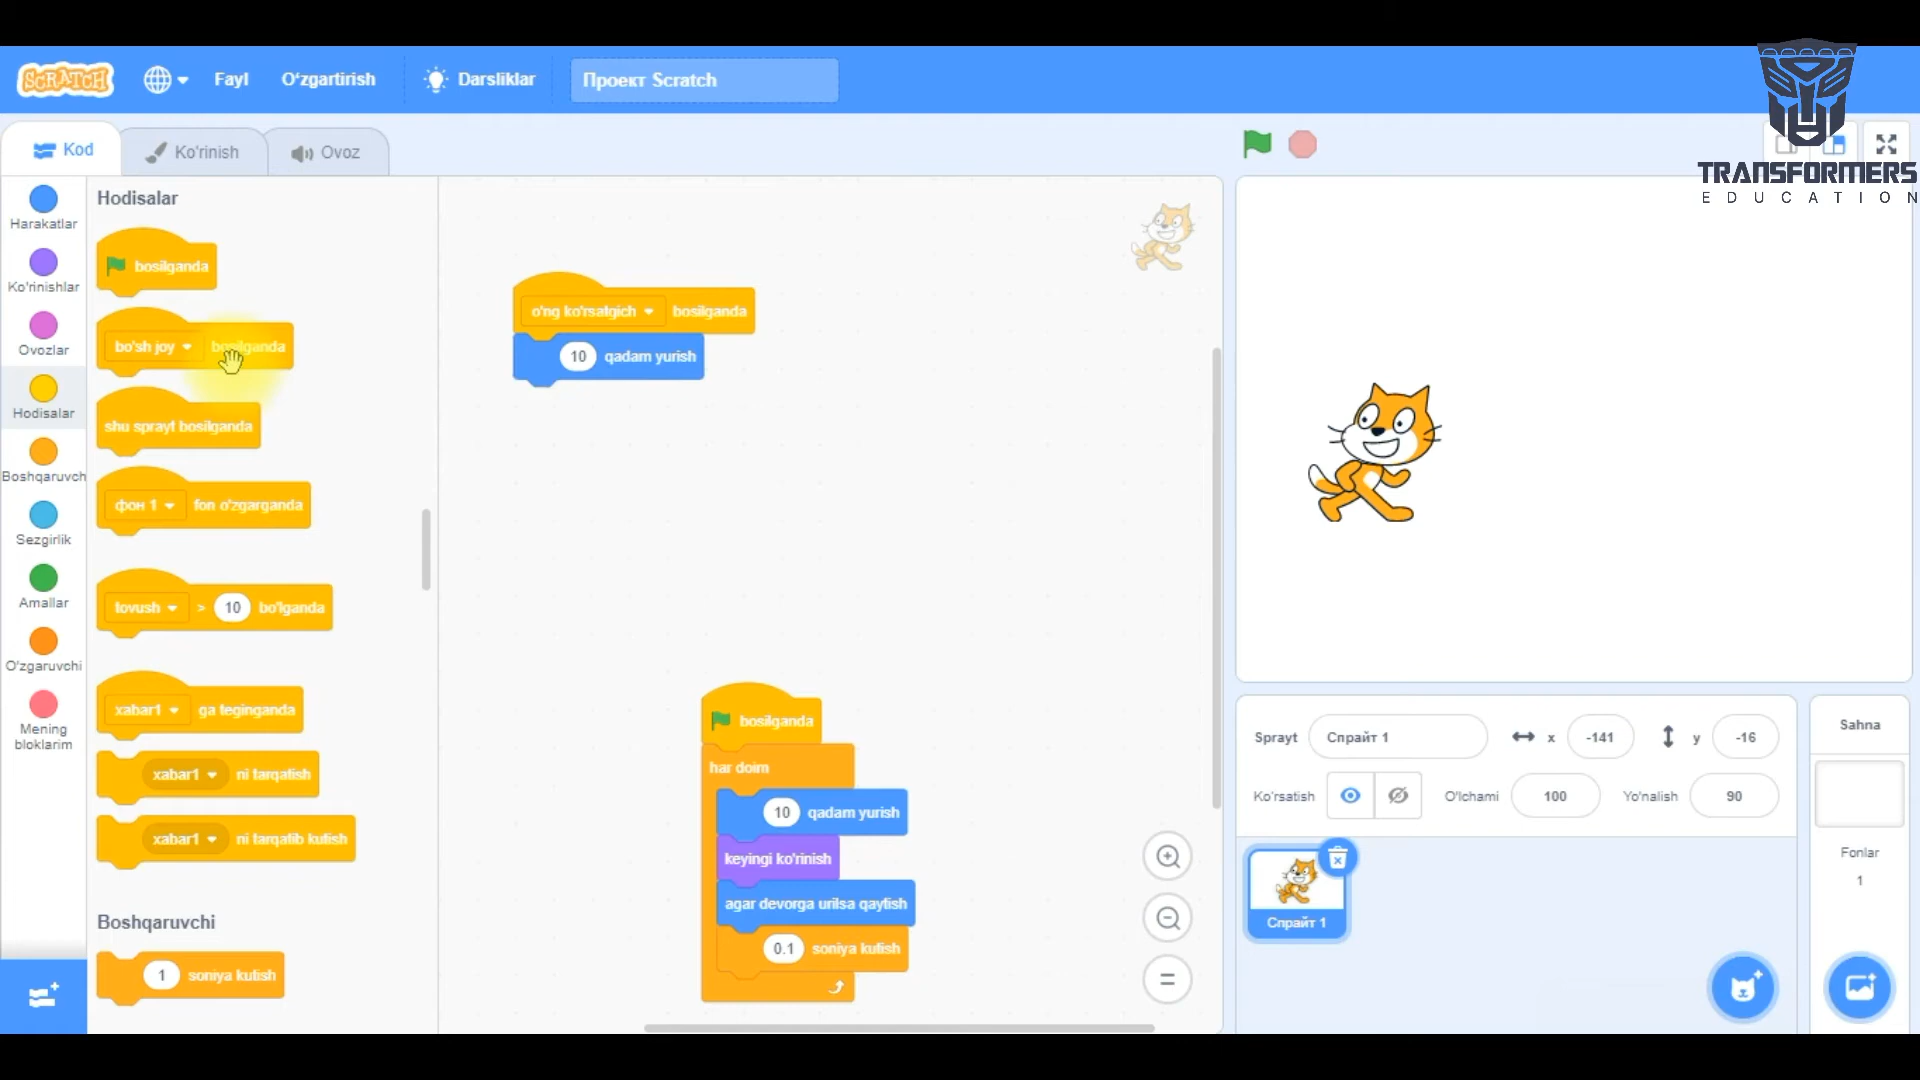 SCRATCH
Fayl
O'zgartirish
Darsliklar
Проект Scratch
TRANSFORMERS
EDUCATION
Kod
Ko'rinish
Ovoz
Harakatlar
Ko'rinishlar
Ovozlar
Hodisalar
Boshqaruvch
Sezgirlik
Amallar
O'zgaruvchi
Mening
bloklarim
Hodisalar
bosilganda
bo'sh joy bosilganda
shu sprayt bosilganda
фон 1 fon o'zgarganda
tovush > 10 bo'lganda
xabar1 ga teginganda
xabar1 ni tarqatish
xabar1 ni tarqatib kutish
Boshqaruvchi
1 soniya kutish
o'ng ko'rsatgich bosilganda
10 qadam yurish
bosilganda
har doim
10 qadam yurish
keyingi ko'rinish
agar devorga urilsa qaytish
0.1 soniya kutish
Sprayt Спрайт 1 x -141 y -16
Ko'rsatish O'lchami 100 Yo'nalish 90
Спрайт 1
Sahna
Fonlar
1